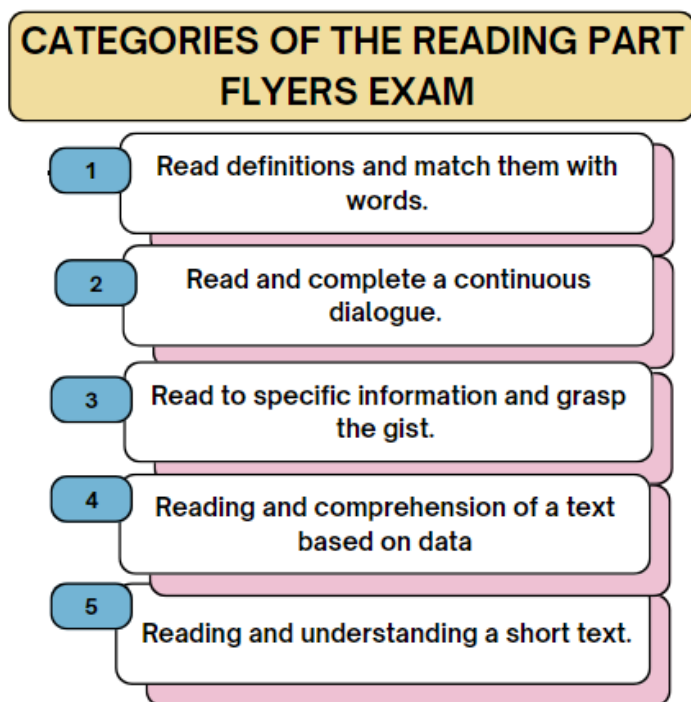 CATEGORIES OF THE READING PART
FLYERS EXAM
1
Read definitions and match them with
words.
2
Read and complete a continuous
dialogue.
3
Read to specific information and grasp
the gist.
4
Reading and comprehension of a text
based on data
5
Reading and understanding a short text.